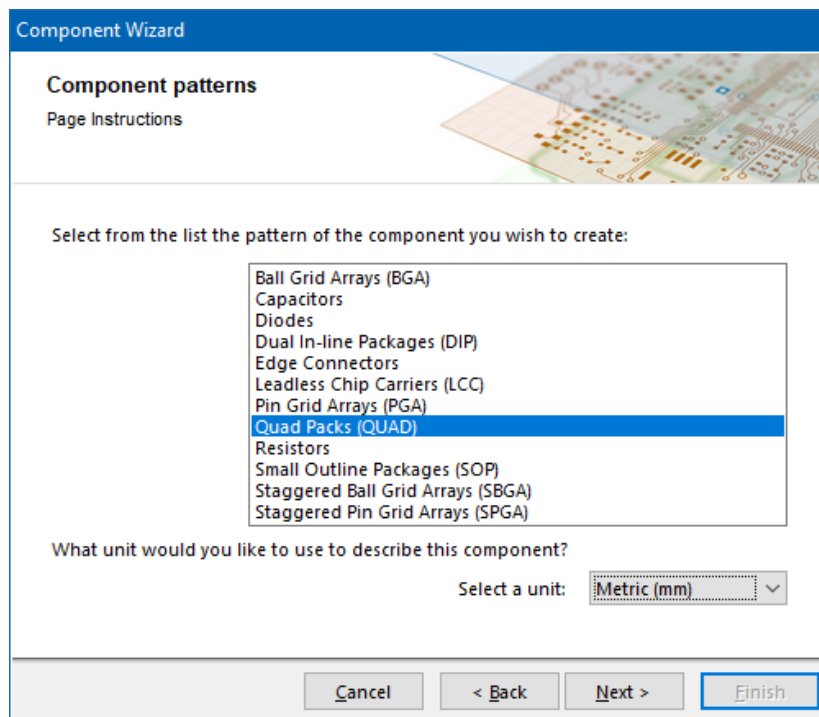 Component Wizard
Component patterns
Page Instructions
Select from the list the pattern of the component you wish to create:
Ball Grid Arrays (BGA)
Capacitors
Diodes
Dual In-line Packages (DIP)
Edge Connectors
Leadless Chip Carriers (LCC)
Pin Grid Arrays (PGA)
Quad Packs (QUAD)
Resistors
Small Outline Packages (SOP)
Staggered Ball Grid Arrays (SBGA)
Staggered Pin Grid Arrays (SPGA)
What unit would you like to use to describe this component?
Select a unit: Metric (mm)
Cancel < Back Next > Finish